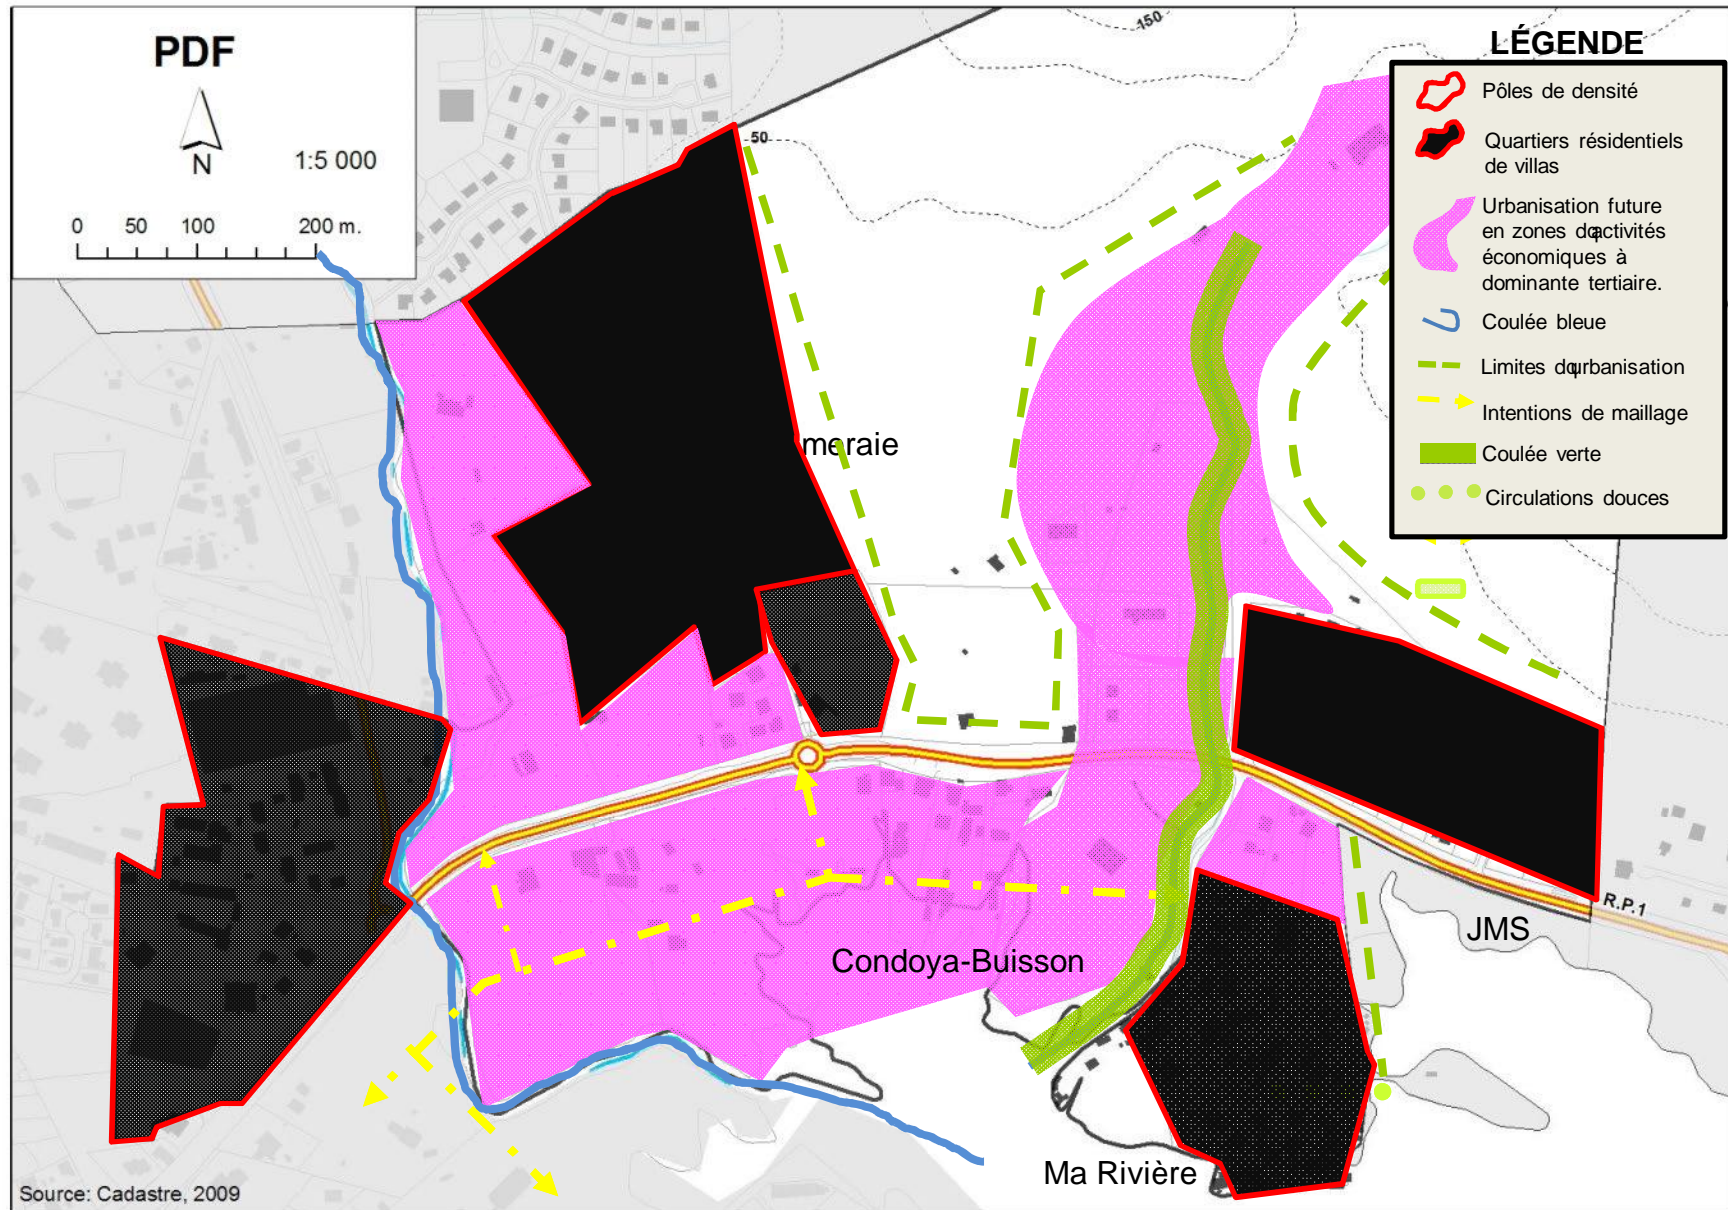 PDF
N
1:5 000
0 50 100 200 m.
150
50
LÉGENDE
Pôles de densité
Quartiers résidentiels
de villas
Urbanisation future
en zones dqactivités
économiques à
dominante tertiaire.
Coulée bleue
Limites dqurbanisation
Intentions de maillage
Coulée verte
Circulations douces
meraie
R.P.1
JMS
Condoya-Buisson
Ma Rivière
Source: Cadastre, 2009